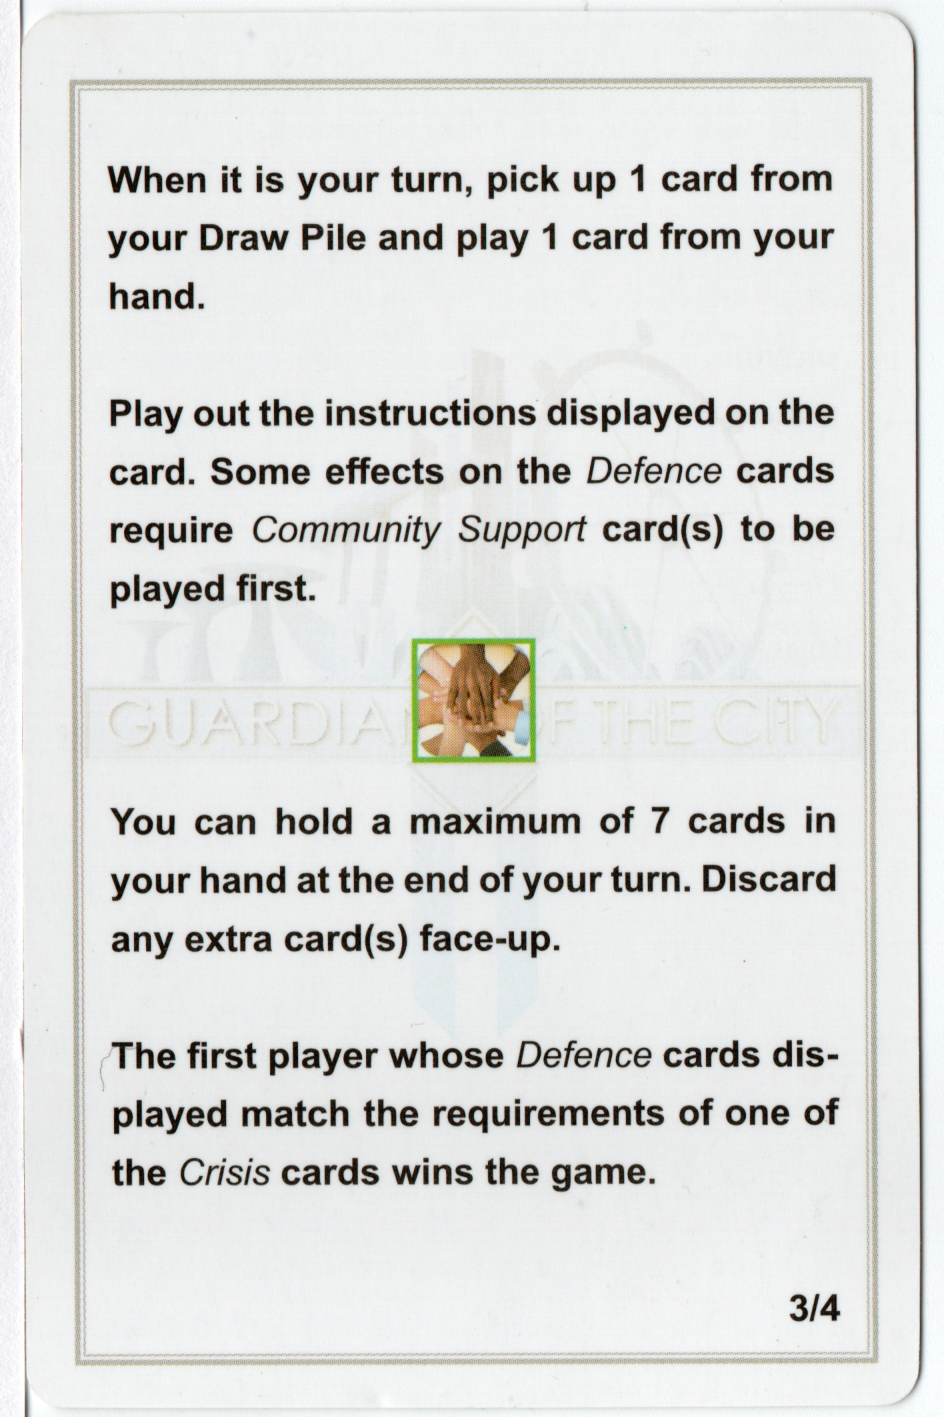 When it is your turn, pick up 1 card from
your Draw Pile and play 1 card from your
hand.
Play out the instructions displayed on the
card. Some effects on the Defence cards
require Community Support card(s) to be
played first.
GUARDIAN OF THE CITY
You can hold a maximum of 7 cards in
your hand at the end of your turn. Discard
any extra card(s) face-up.
The first player whose Defence cards dis-
played match the requirements of one of
the Crisis cards wins the game.
3/4